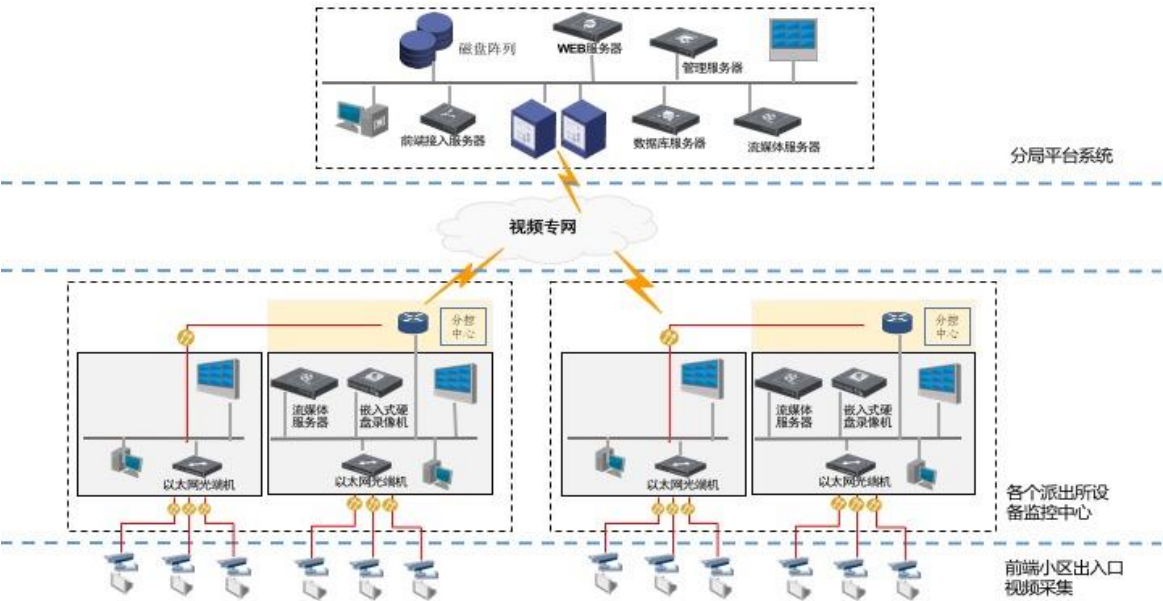 磁盘阵列
WEB服务器
管理服务器
前端接入服务器
数据库服务器
流媒体服务器
分局平台系统
视频专网
分控
中心
分控
中心
流媒体
服务器
嵌入式硬
盘录像机
流媒体
服务器
嵌入式硬
盘录像机
以太网光端机
以太网光端机
以太网光端机
以太网光端机
各个派出所设
备监控中心
前端小区出入口
视频采集